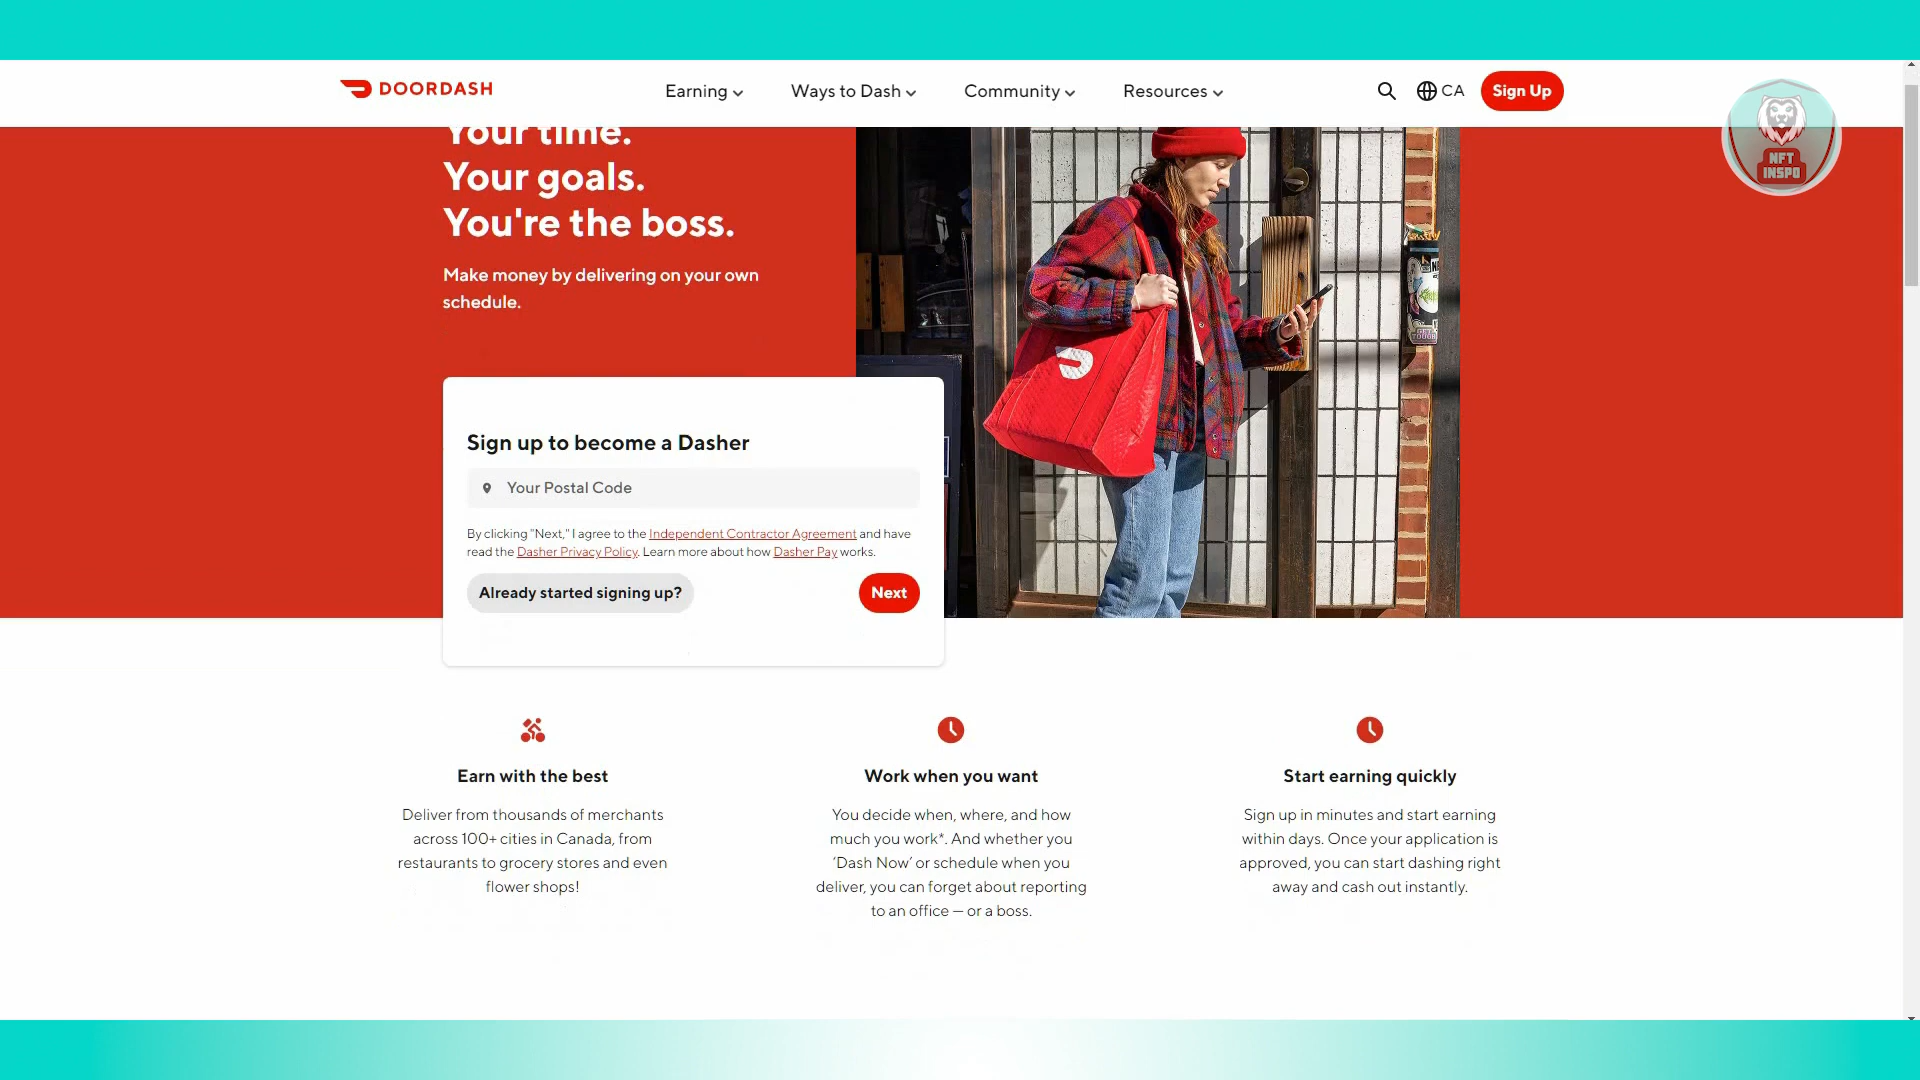 DOORDASH
Earning
Ways to Dash
Community
Resources
CA
Sign Up
NFT
INSPO
Your time.
Your goals.
You're the boss.
Make money by delivering on your own
schedule.
Sign up to become a Dasher
Your Postal Code
By clicking "Next," I agree to the Independent Contractor Agreement and have
read the Dasher Privacy Policy. Learn more about how Dasher Pay works.
Already started signing up?
Next
Earn with the best
Deliver from thousands of merchants
across 100+ cities in Canada, from
restaurants to grocery stores and even
flower shops!
Work when you want
You decide when, where, and how
much you work*. And whether you
‘Dash Now’ or schedule when you
deliver, you can forget about reporting
to an office — or a boss.
Start earning quickly
Sign up in minutes and start earning
within days. Once your application is
approved, you can start dashing right
away and cash out instantly.